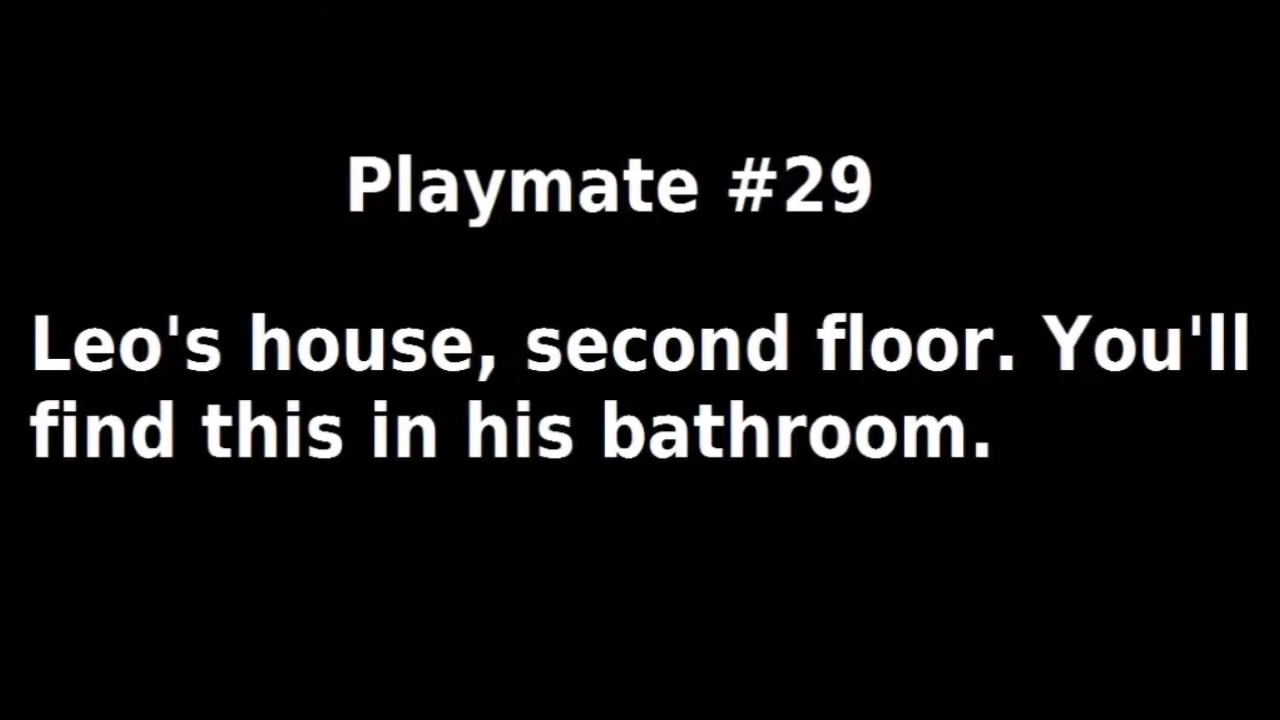 Playmate #29
Leo's house, second floor. You'll
find this in his bathroom.